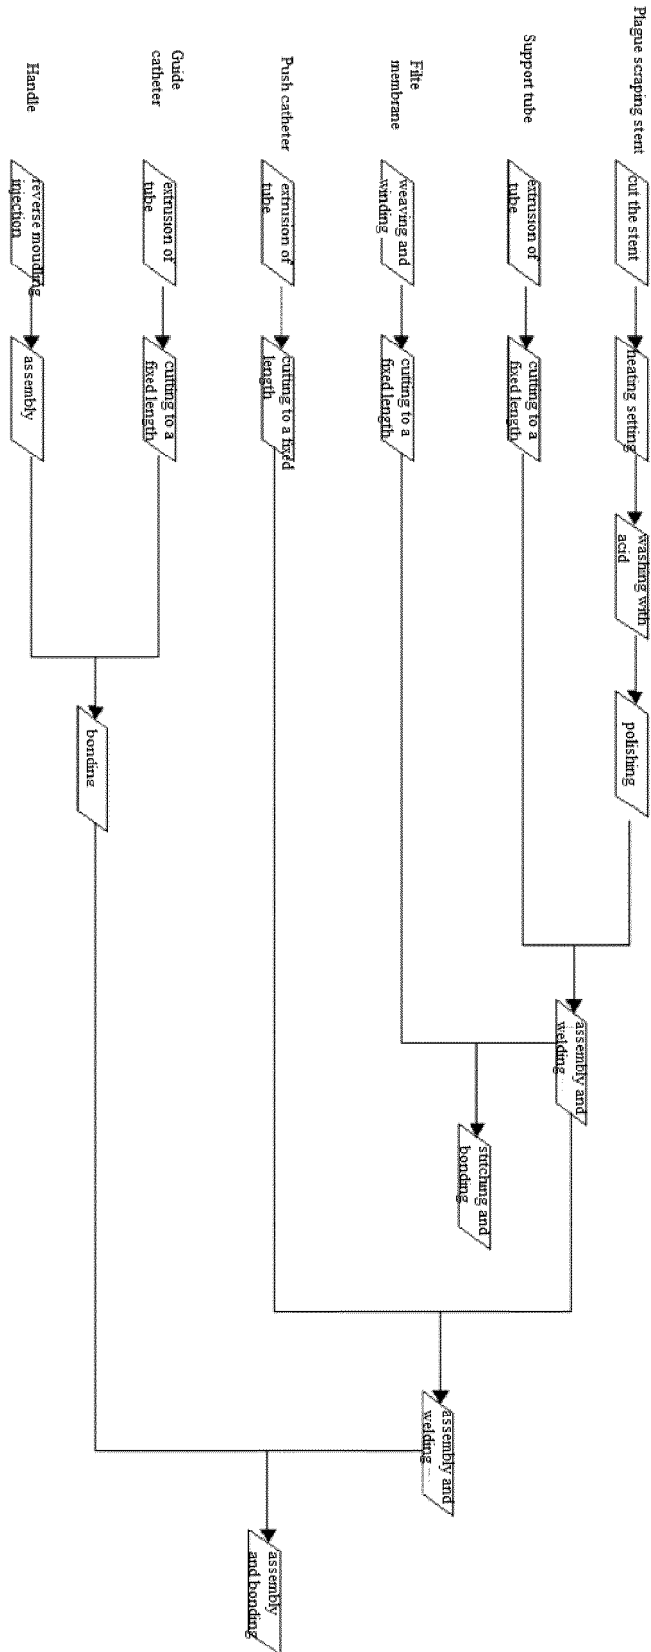 Plague scraping stent
cut the stent
heating setting
washing with
acid
polishing
Support tube
extrusion of
tube
cutting to a
fixed length
assembly and
welding
Filte
membrane
weaving and
winding
cutting to a
fixed length
stitching and
bonding
Push catheter
extrusion of
tube
cutting to a fixed
length
assembly and
welding
Guide
catheter
extrusion of
tube
cutting to a
fixed length
Handle
reverse moudling
injection
assembly
bonding
assembly
and bonding